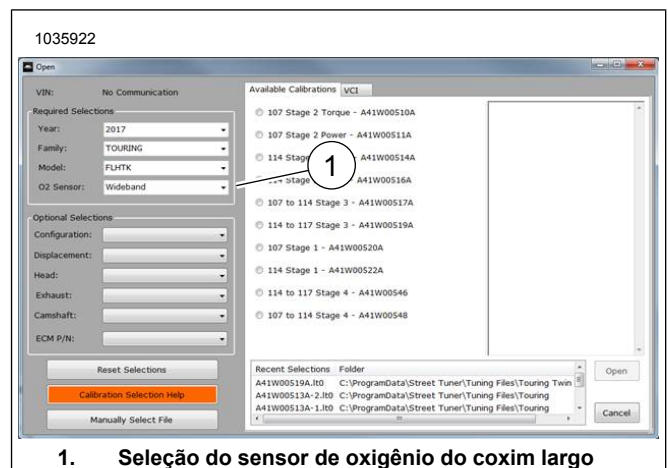 1035922
Open
VIN: No Communication
Required Selections
Year: 2017
Family: TOURING
Model: FLHTK
O2 Sensor: Wideband
Optional Selections
Configuration:
Displacement:
Head:
Exhaust:
Camshaft:
ECM P/N:
Reset Selections
Calibration Selection Help
Manually Select File
Available Calibrations VCI
107 Stage 2 Torque - A41W00510A
107 Stage 2 Power - A41W00511A
114 Stage A41W00514A
114 Stage A41W00516A
107 to 114 Stage 3 - A41W00517A
114 to 117 Stage 3 - A41W00519A
107 Stage 1 - A41W00520A
114 Stage 1 - A41W00522A
114 to 117 Stage 4 - A41W00546
107 to 114 Stage 4 - A41W00548
1
Recent Selections Folder
A41W00519A.lt0 C:\ProgramData\Street Tuner\Tuning Files\Touring Twin
A41W00513A-2.lt0 C:\ProgramData\Street Tuner\Tuning Files\Touring
A41W00513A-1.lt0 C:\ProgramData\Street Tuner\Tuning Files\Touring
Open
Cancel
1. Seleção do sensor de oxigênio do coxim largo